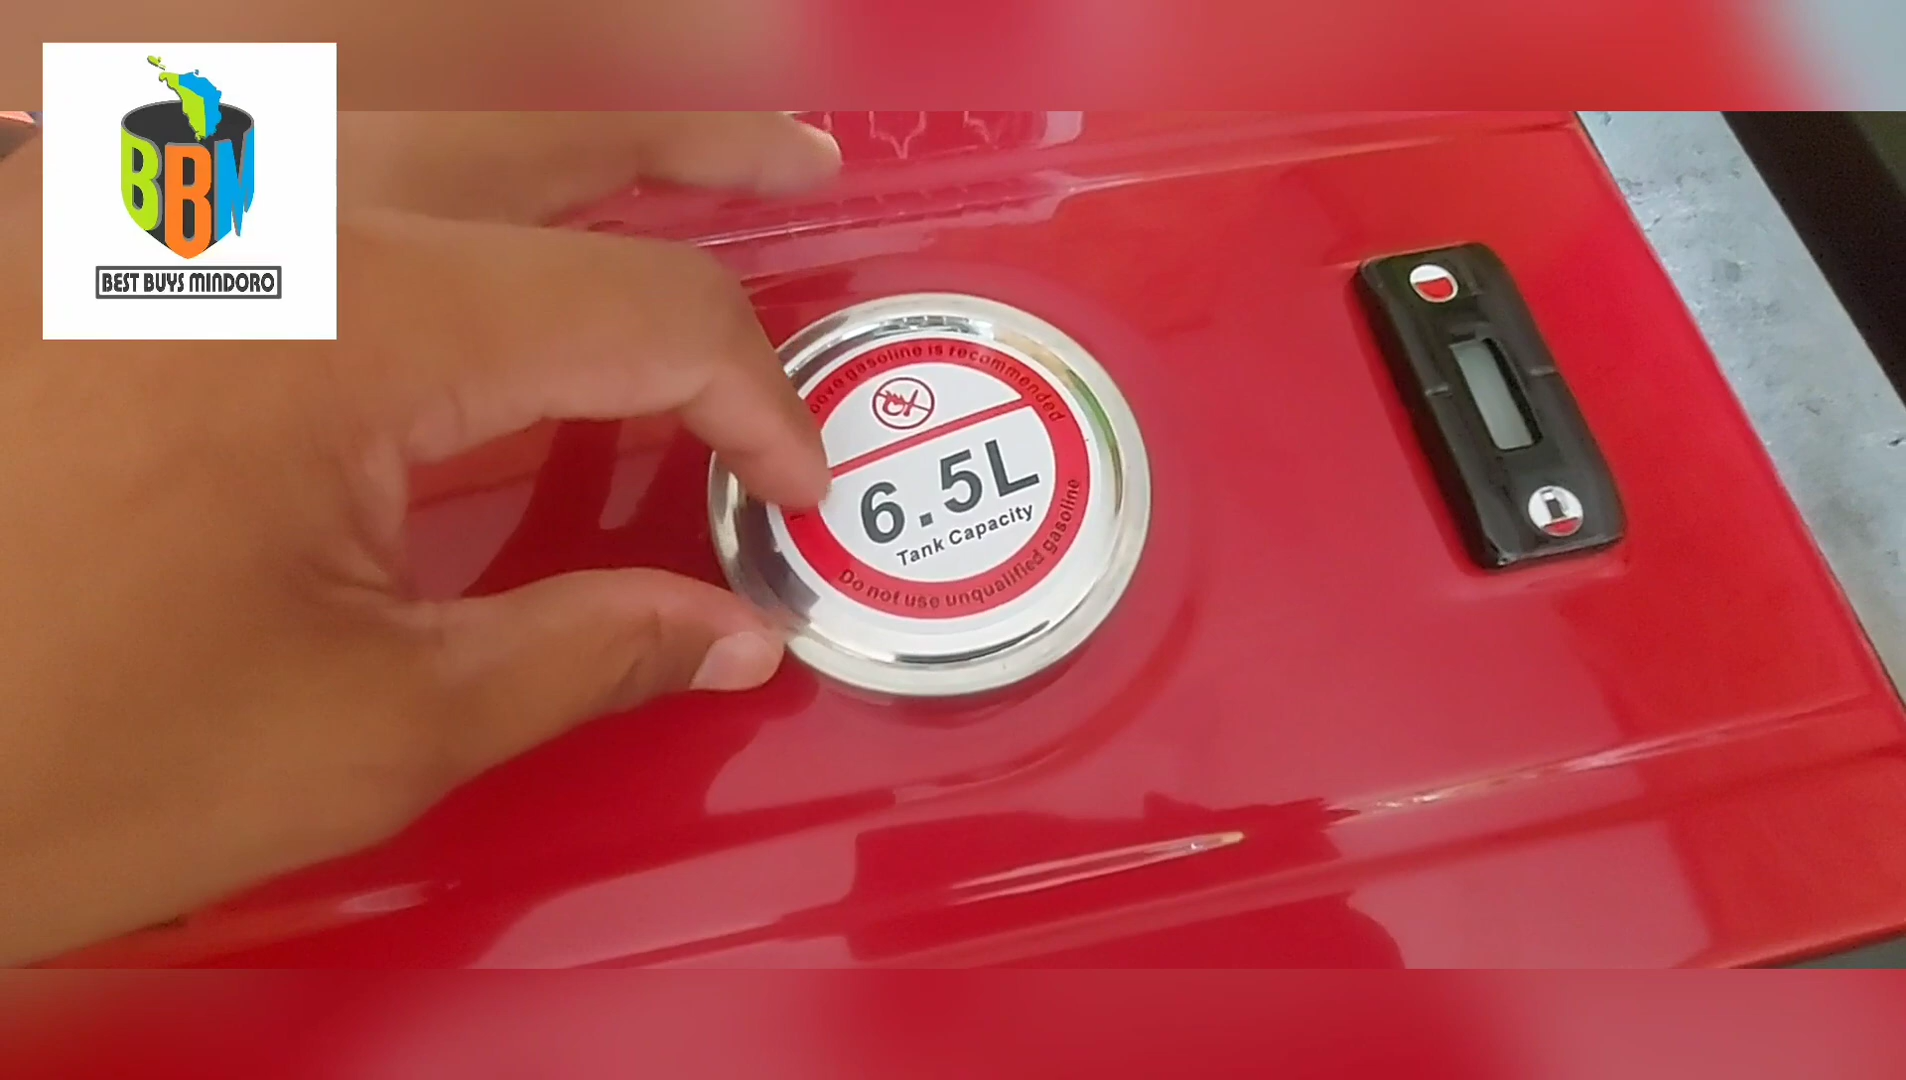 BBM
BEST BUYS MINDORO
gasoline is recommended
6.5L
Tank Capacity
Do not use unqualified gasoline